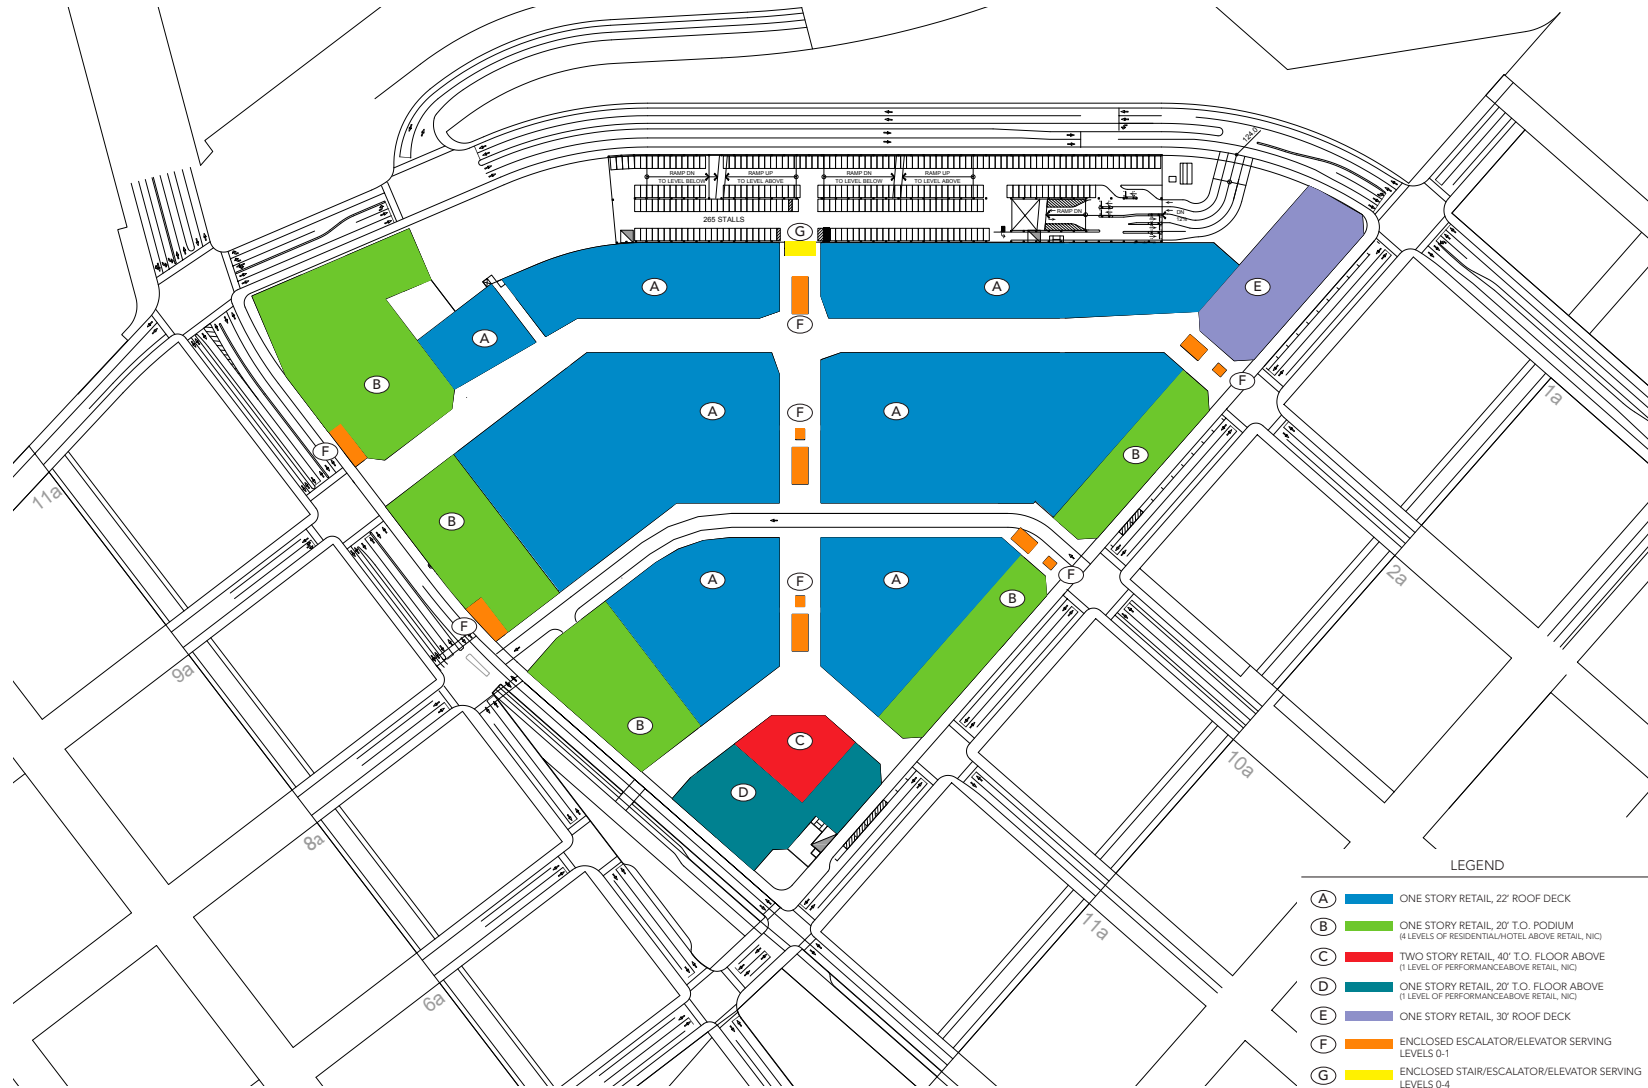 124.0
RAMP DN
RAMP UP
RAMP DN
RAMP UP
TO LEVEL BELOW
TO LEVEL ABOVE
TO LEVEL BELOW
TO LEVEL ABOVE
265 STALLS
RAMP DN
DN
G
A
A
E
F
A
B
F
A
F
A
1a
F
B
11a
B
2a
A
F
A
F
B
F
9a
B
C
10a
D
8a
11a
6a
LEGEND
A ONE STORY RETAIL, 22' ROOF DECK
B ONE STORY RETAIL, 20' T.O. PODIUM
(4 LEVELS OF RESIDENTIAL/HOTEL ABOVE RETAIL, NIC)
C TWO STORY RETAIL, 40' T.O. FLOOR ABOVE
(1 LEVEL OF PERFORMANCEABOVE RETAIL, NIC)
D ONE STORY RETAIL, 20' T.O. FLOOR ABOVE
(1 LEVEL OF PERFORMANCEABOVE RETAIL, NIC)
E ONE STORY RETAIL, 30' ROOF DECK
F ENCLOSED ESCALATOR/ELEVATOR SERVING
LEVELS 0-1
G ENCLOSED STAIR/ESCALATOR/ELEVATOR SERVING
LEVELS 0-4